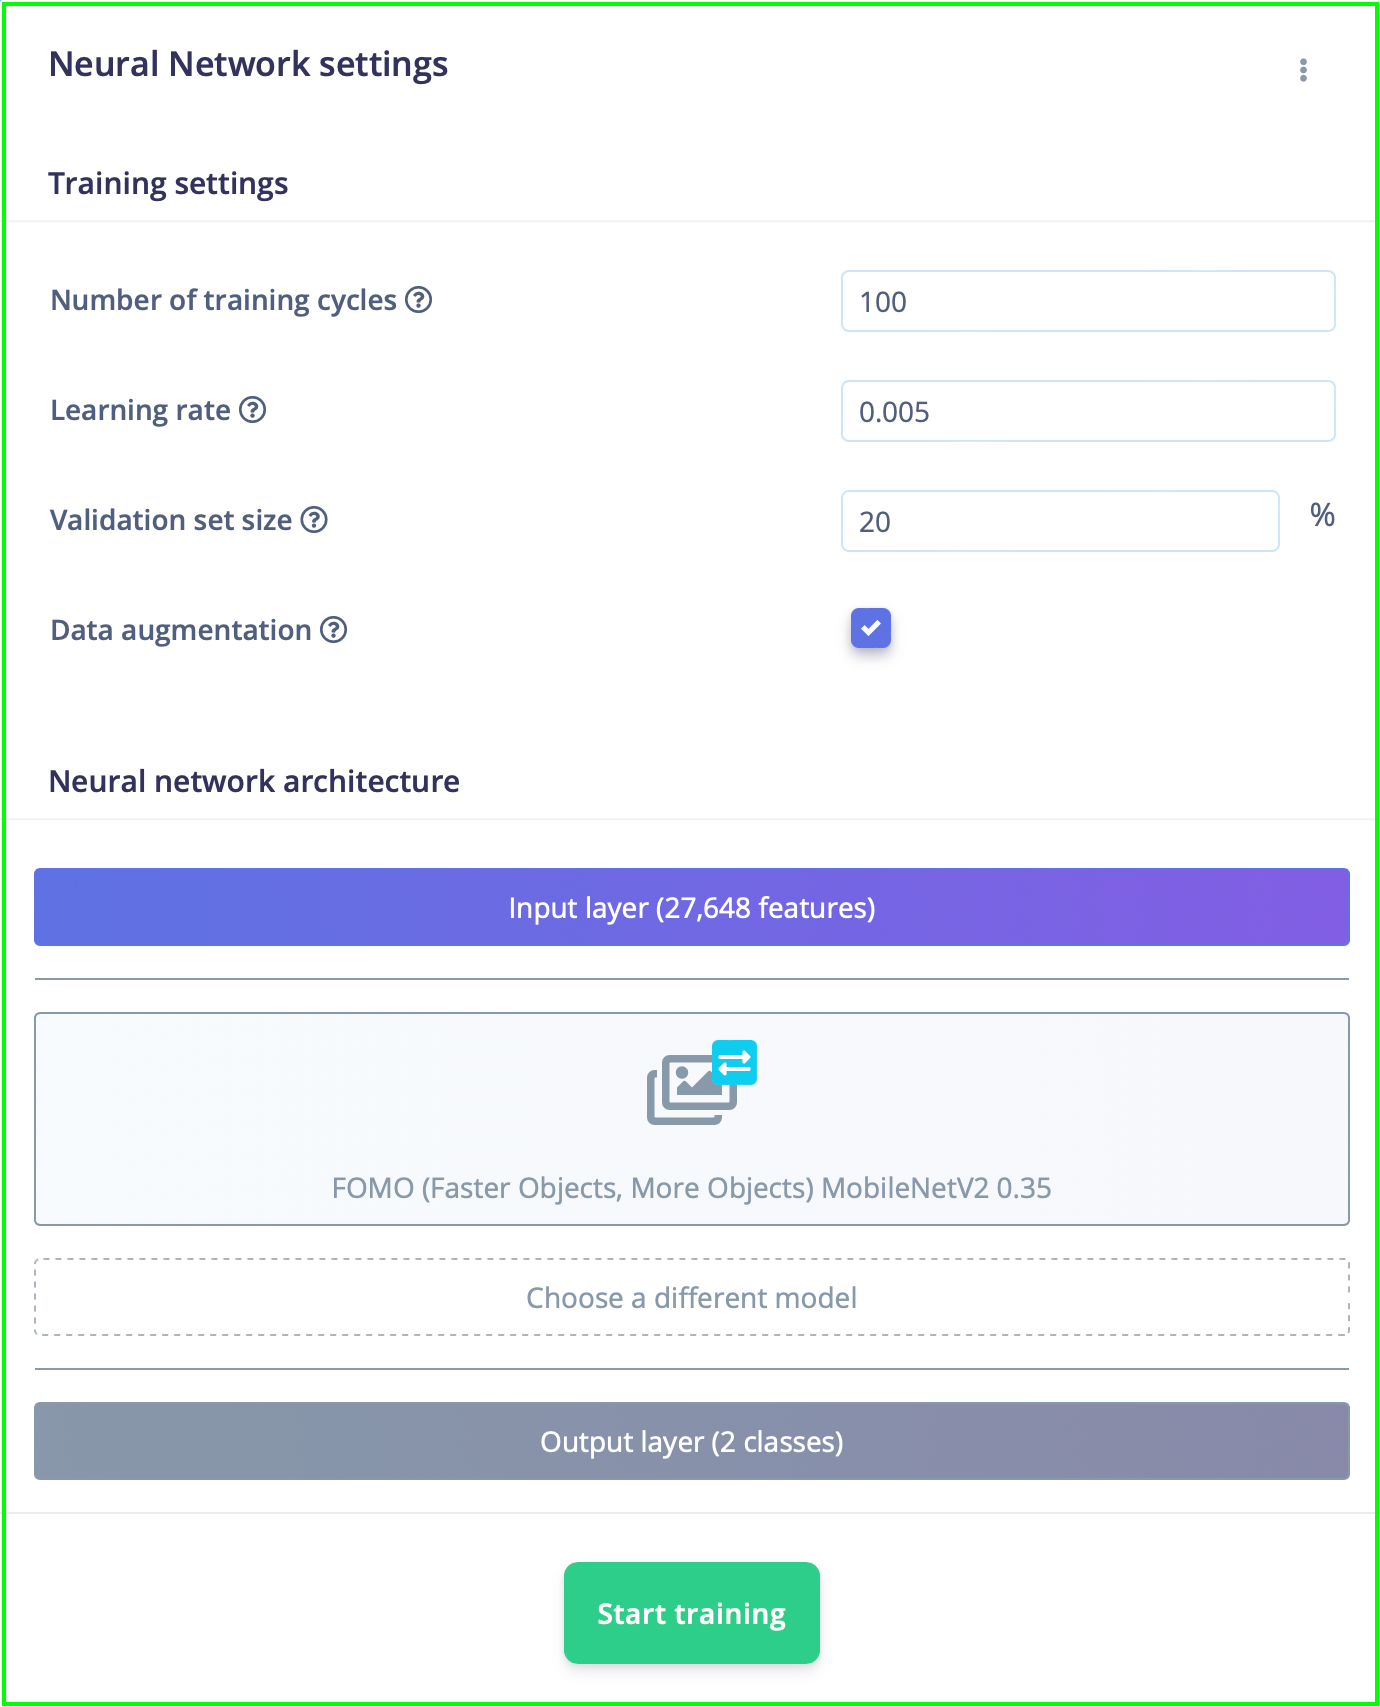 Neural Network settings
Training settings
Number of training cycles
100
Learning rate
0.005
Validation set size
20
%
Data augmentation
Neural network architecture
Input layer (27,648 features)
FOMO (Faster Objects, More Objects) MobileNetV2 0.35
Choose a different model
Output layer (2 classes)
Start training